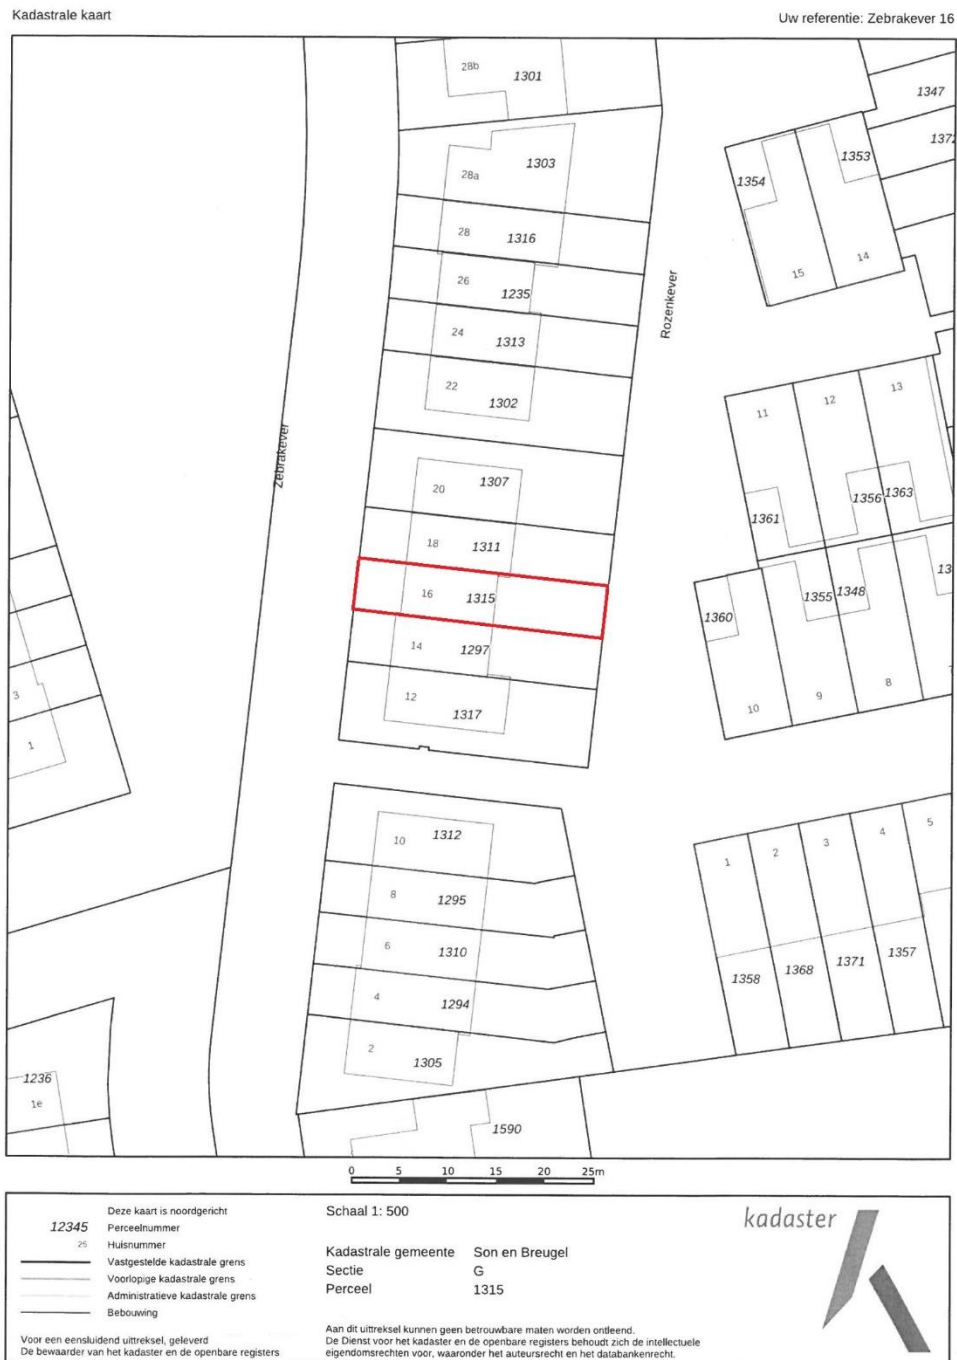 Kadastrale kaart
Uw referentie: Zebrakever 16
28b
1301
1347
1372
1303
28a
1353
1354
28
1316
15
14
26
1235
Rozenkever
24
1313
22
1302
11
12
13
Zebrakever
20
1307
1356
1363
1361
18
1311
16
1315
1360
1355
1348
14
1297
10
9
8
3
12
1317
1
10
1312
1
2
3
4
5
8
1295
6
1310
1358
1368
1371
1357
4
1294
2
1305
1236
1e
1590
0 5 10 15 20 25m
Deze kaart is noordgericht
12345 Perceelnummer
25 Huisnummer
Vastgestelde kadastrale grens
Voorlopige kadastrale grens
Administratieve kadastrale grens
Bebouwing
Voor een eensluidend uittreksel, geleverd
De bewaarder van het kadaster en de openbare registers
Schaal 1: 500
Kadastrale gemeente Son en Breugel
Sectie G
Perceel 1315
Aan dit uittreksel kunnen geen betrouwbare maten worden ontleend.
De Dienst voor het kadaster en de openbare registers behoudt zich de intellectuele
eigendomsrechten voor, waaronder het auteursrecht en het databankenrecht.
kadaster